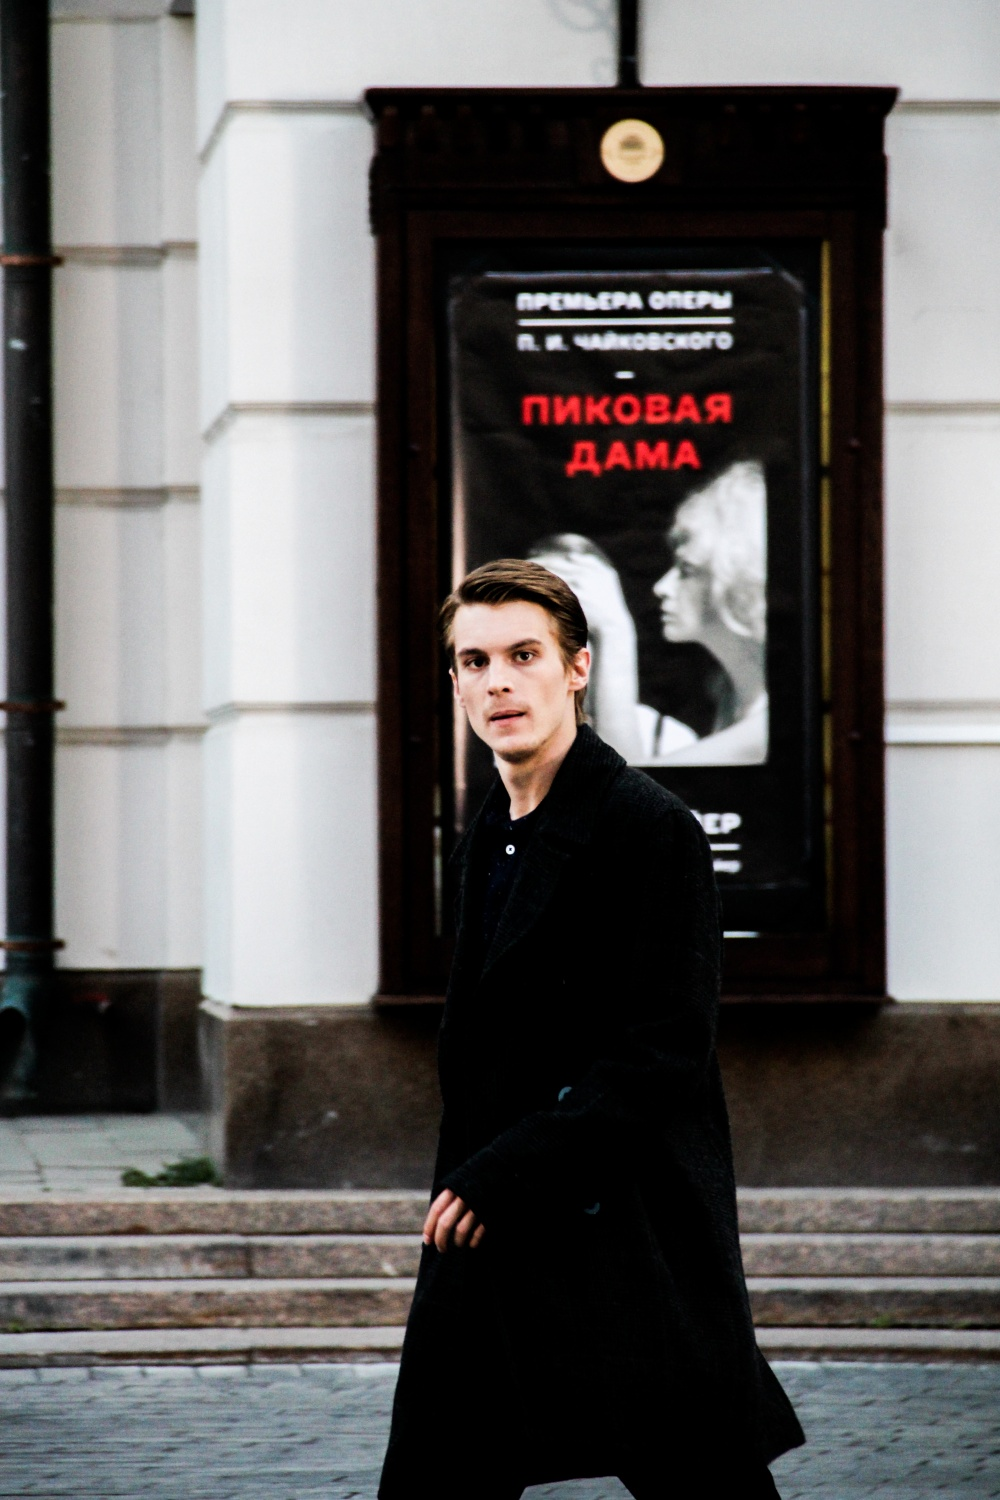 ПРЕМЬЕРА ОПЕРЫ
П. И. ЧАЙКОВСКОГО
–
ПИКОВАЯ
ДАМА